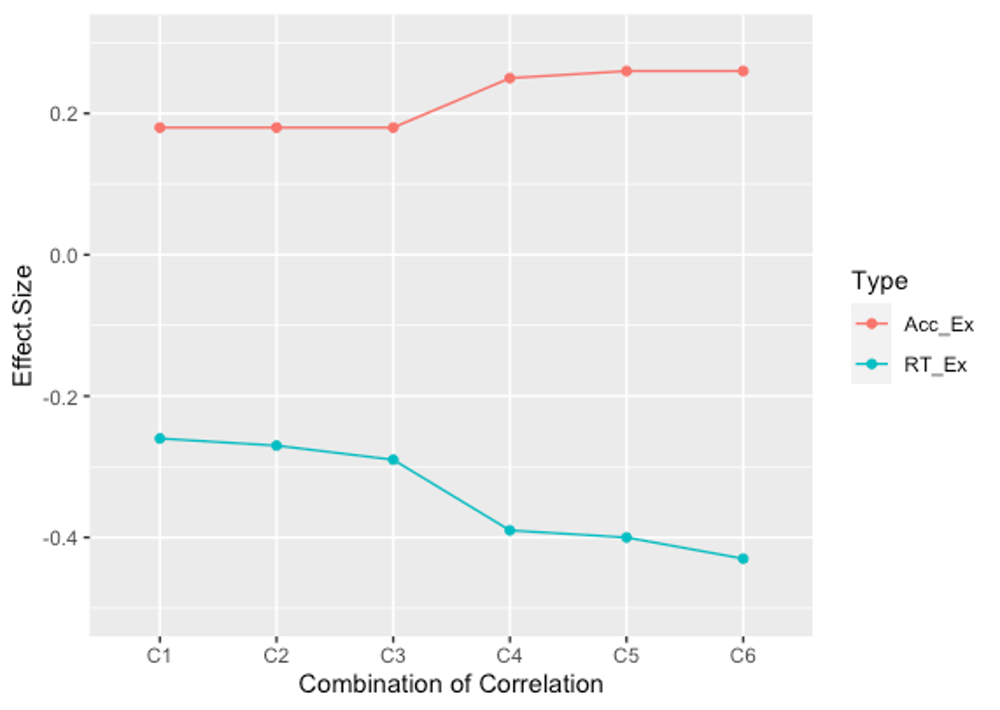 Effect.Size
0.2
0.0
-0.2
-0.4
C1 C2 C3 C4 C5 C6
Combination of Correlation
Type
Acc_Ex
RT_Ex